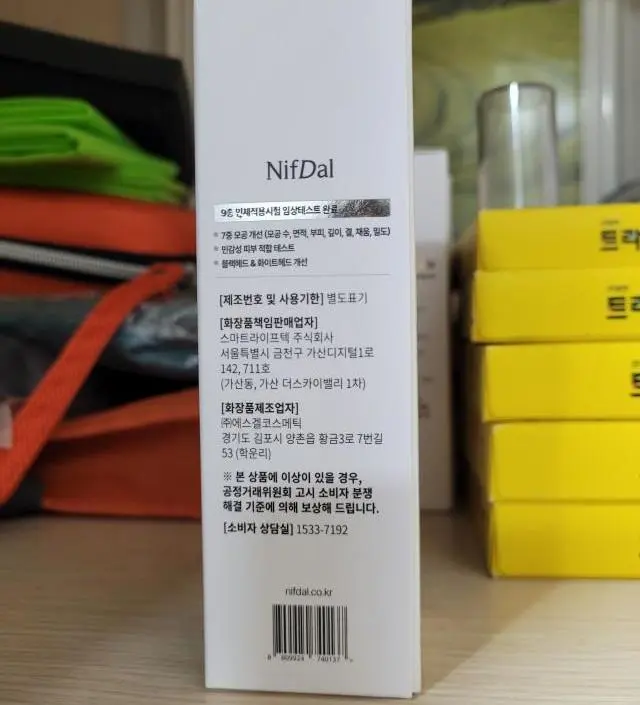 NifDal
9종 인체적용시험 임상테스트 완료
7중 모공 개선 (모공 수, 면적, 부피, 깊이, 결, 채움, 밀도)
민감성 피부 적합 테스트
블랙헤드 & 화이트헤드 개선
[제조번호 및 사용기한] 별도표기
[화장품책임판매업자]
스마트라이프텍 주식회사
서울특별시 금천구 가산디지털1로
142, 711호
(가산동, 가산 더스카이밸리 1차)
[화장품제조업자]
㈜에스겔코스메틱
경기도 김포시 양촌읍 황금3로 7번길
53 (학운리)
※ 본 상품에 이상이 있을 경우,
공정거래위원회 고시 소비자 분쟁
해결 기준에 의해 보상해 드립니다.
[소비자 상담실] 1533-7192
nifdal.co.kr
8 809924 740137
트라
트